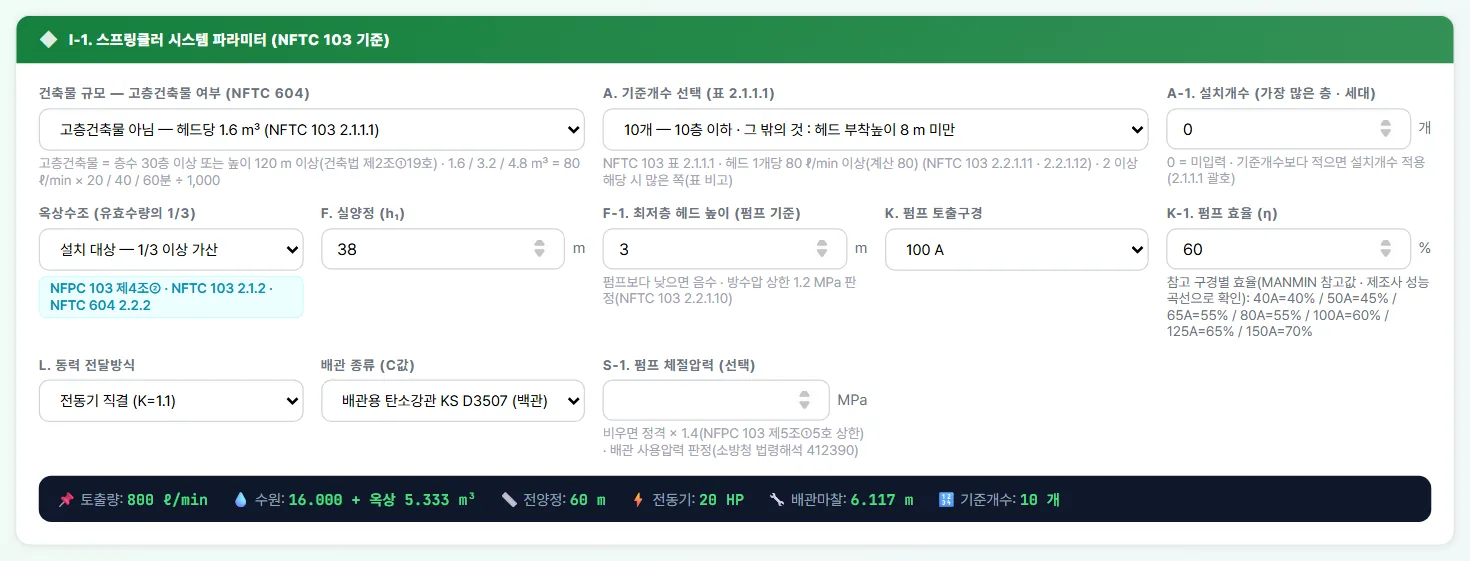 I-1. 스프링클러 시스템 파라미터 (NFTC 103 기준)
건축물 규모 — 고층건축물 여부 (NFTC 604)
고층건축물 아님 — 헤드당 1.6 m³ (NFTC 103 2.1.1.1)
고층건축물 = 층수 30층 이상 또는 높이 120 m 이상(건축법 제2조①19호) · 1.6 / 3.2 / 4.8 m³ = 80
ℓ/min × 20 / 40 / 60분 ÷ 1,000
A. 기준개수 선택 (표 2.1.1.1)
10개 — 10층 이하 · 그 밖의 것 : 헤드 부착높이 8 m 미만
NFTC 103 표 2.1.1.1 · 헤드 1개당 80 ℓ/min 이상(계산 80) (NFTC 103 2.2.1.11 · 2.2.1.12) · 2 이상
해당 시 많은 쪽(표 비고)
A-1. 설치개수 (가장 많은 층 · 세대)
0 개
0 = 미입력 · 기준개수보다 적으면 설치개수 적용
(2.1.1.1 괄호)
옥상수조 (유효수량의 1/3)
설치 대상 — 1/3 이상 가산
NFPC 103 제4조② · NFTC 103 2.1.2 ·
NFTC 604 2.2.2
F. 실양정 (h₁)
38 m
F-1. 최저층 헤드 높이 (펌프 기준)
3 m
펌프보다 낮으면 음수 · 방수압 상한 1.2 MPa 판
정(NFTC 103 2.2.1.10)
K. 펌프 토출구경
100 A
K-1. 펌프 효율 (η)
60 %
참고 구경별 효율(MANMIN 참고값 · 제조사 성능
곡선으로 확인): 40A=40% / 50A=45% /
65A=55% / 80A=55% / 100A=60% /
125A=65% / 150A=70%
L. 동력 전달방식
전동기 직결 (K=1.1)
배관 종류 (C값)
배관용 탄소강관 KS D3507 (백관)
S-1. 펌프 체절압력 (선택)
MPa
비우면 정격 × 1.4(NFPC 103 제5조①5호 상한)
· 배관 사용압력 판정(소방청 법령해석 412390)
토출량: 800 ℓ/min 수원: 16.000 + 옥상 5.333 m³ 전양정: 60 m 전동기: 20 HP 배관마찰: 6.117 m 기준개수: 10 개